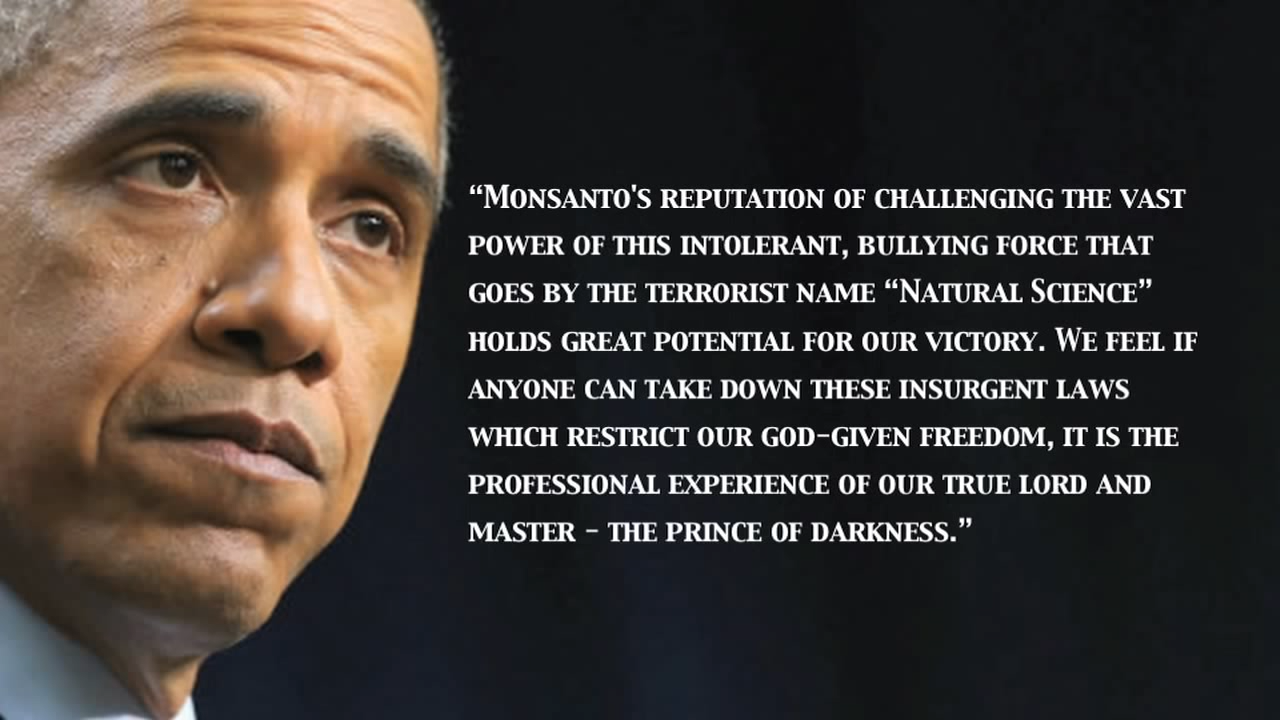 “Monsanto's reputation of challenging the vast
power of this intolerant, bullying force that
goes by the terrorist name “Natural Science”
holds great potential for our victory. We feel if
anyone can take down these insurgent laws
which restrict our god-given freedom, it is the
professional experience of our true lord and
master - the prince of darkness.”